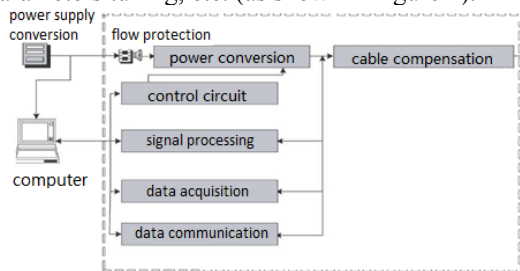 power supply
conversion
flow protection
power conversion
cable compensation
control circuit
signal processing
computer
data acquisition
data communication